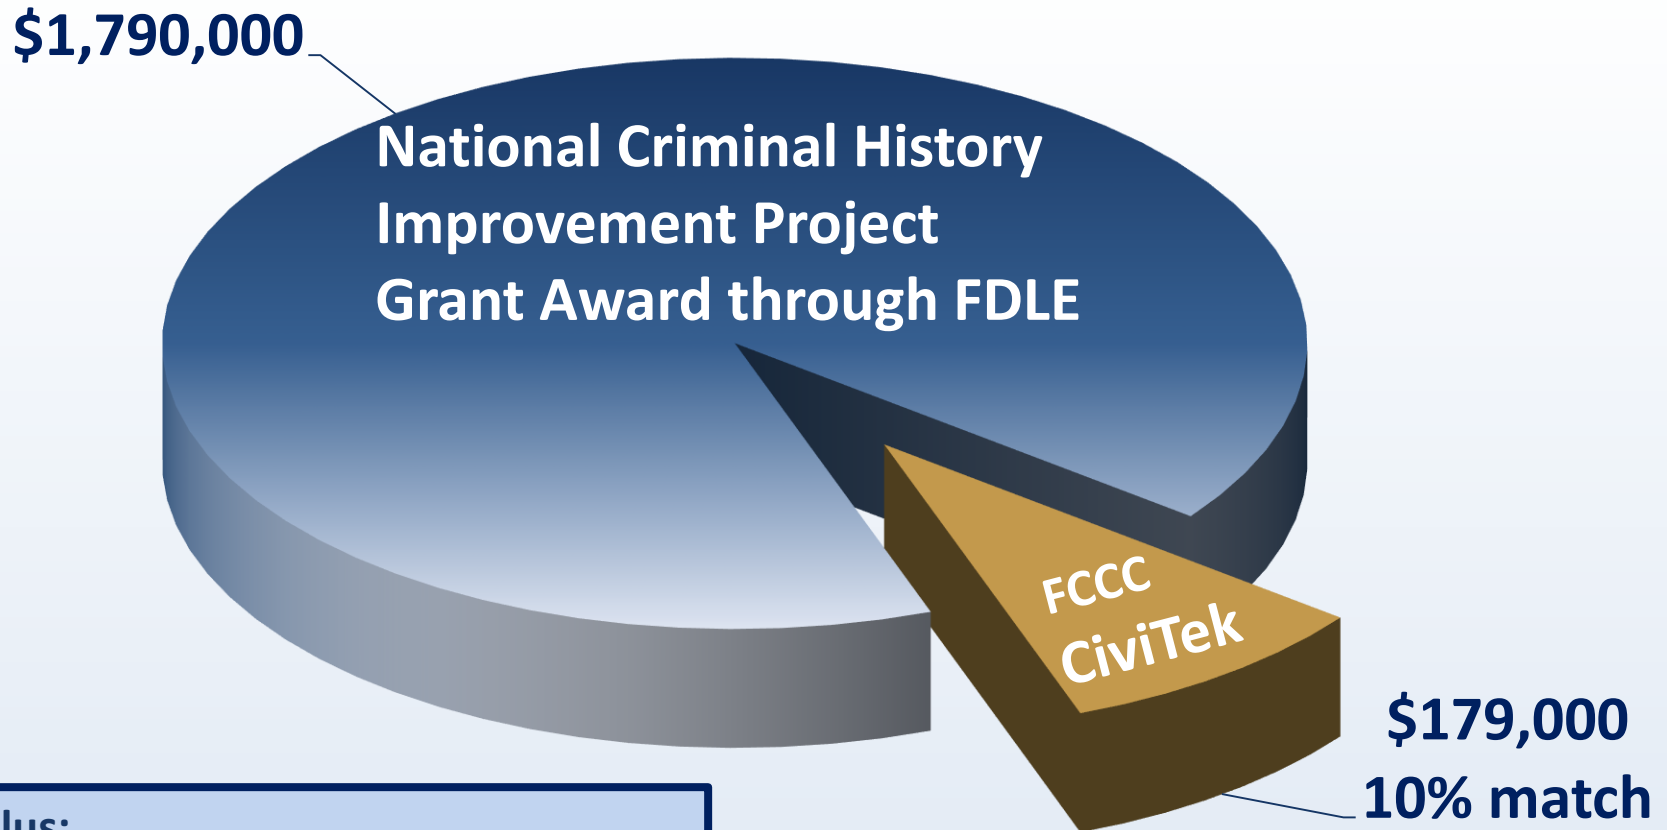 $1,790,000
National Criminal History
Improvement Project
Grant Award through FDLE
FCCC
CiviTek
$179,000
10% match